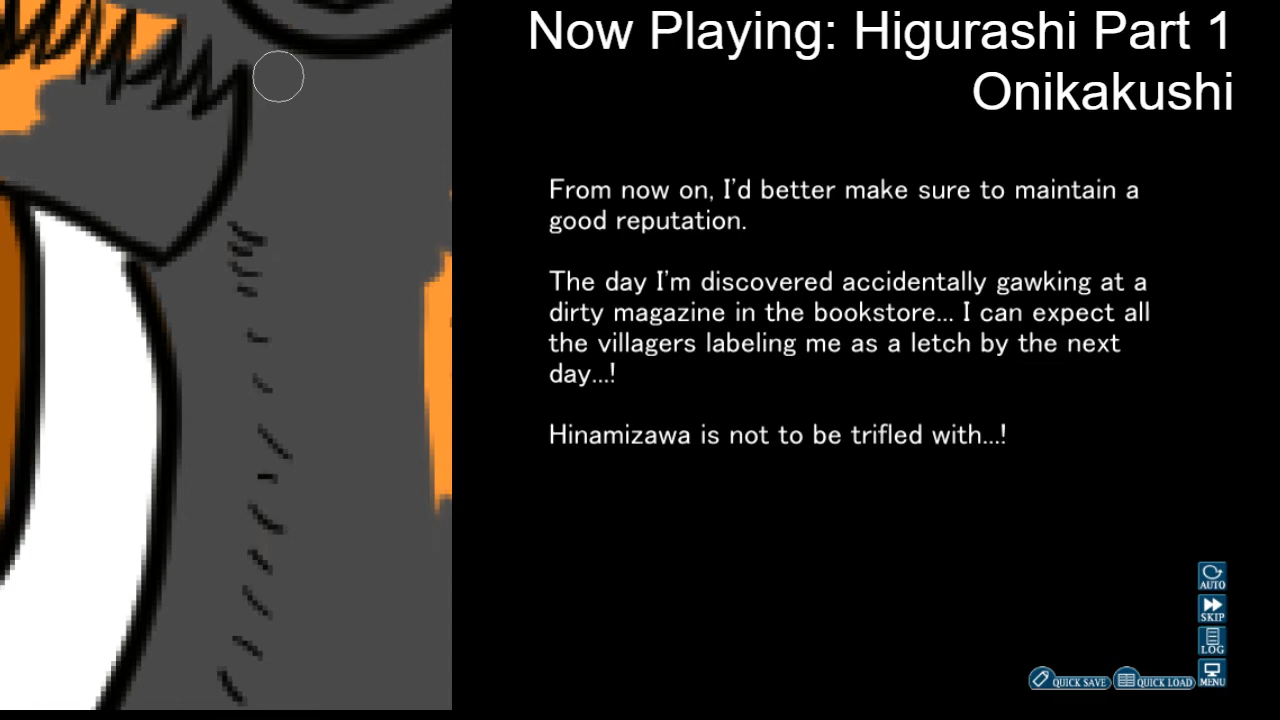 Now Playing: Higurashi Part 1
Onikakushi
From now on, I'd better make sure to maintain a
good reputation.
The day I'm discovered accidentally gawking at a
dirty magazine in the bookstore... I can expect all
the villagers labeling me as a letch by the next
day...!
Hinamizawa is not to be trifled with...!
AUTO
SKIP
LOG
QUICK SAVE QUICK LOAD MENU